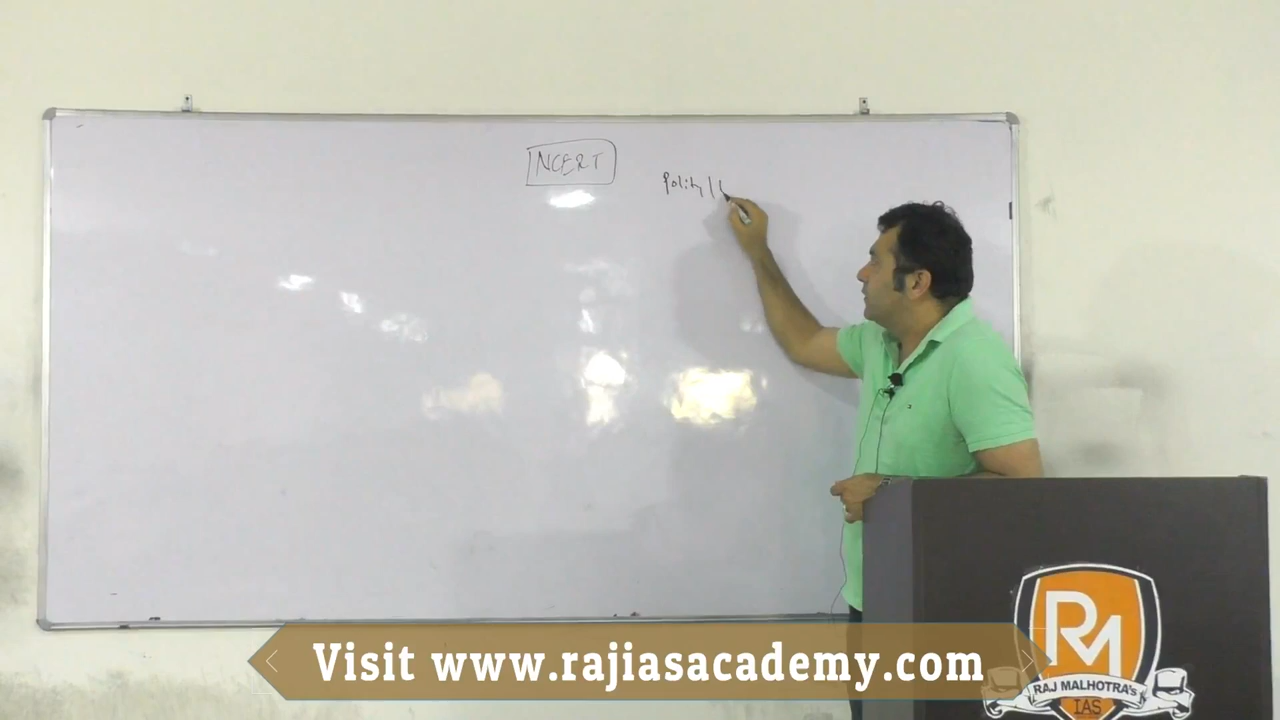 NCERT
Polity /
Visit www.rajiasacademy.com
RM
RAJ MALHOTRA's
IAS